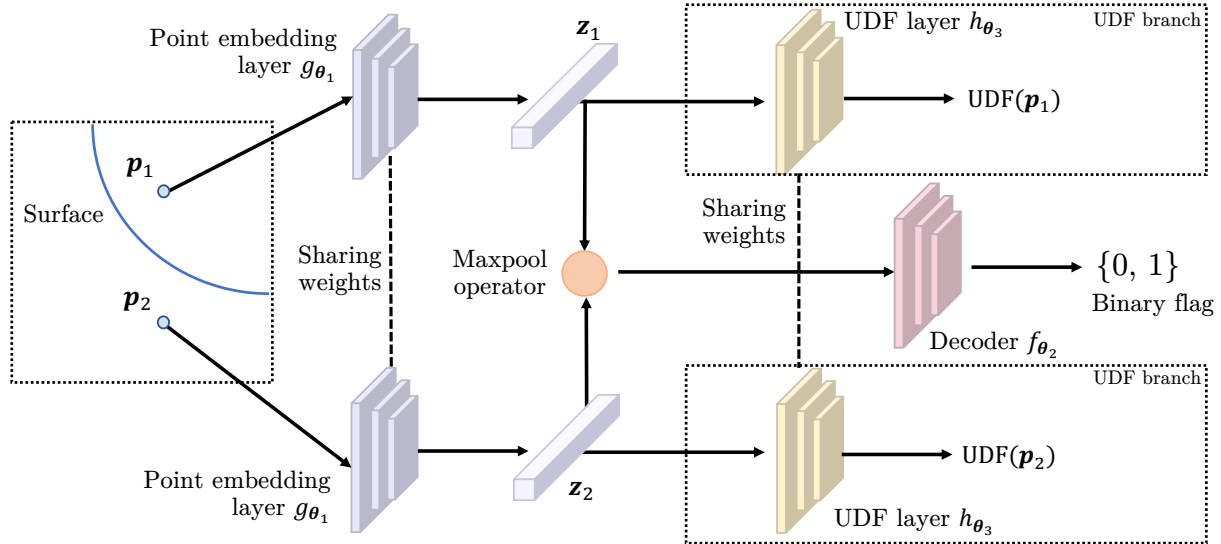 Point embedding
layer g_θ₁
z₁
UDF layer h_θ₃
UDF branch
UDF(p₁)
p₁
Surface
Sharing
weights
Maxpool
operator
Sharing
weights
{0, 1}
Binary flag
p₂
Decoder f_θ₂
UDF branch
Point embedding
layer g_θ₁
z₂
UDF(p₂)
UDF layer h_θ₃